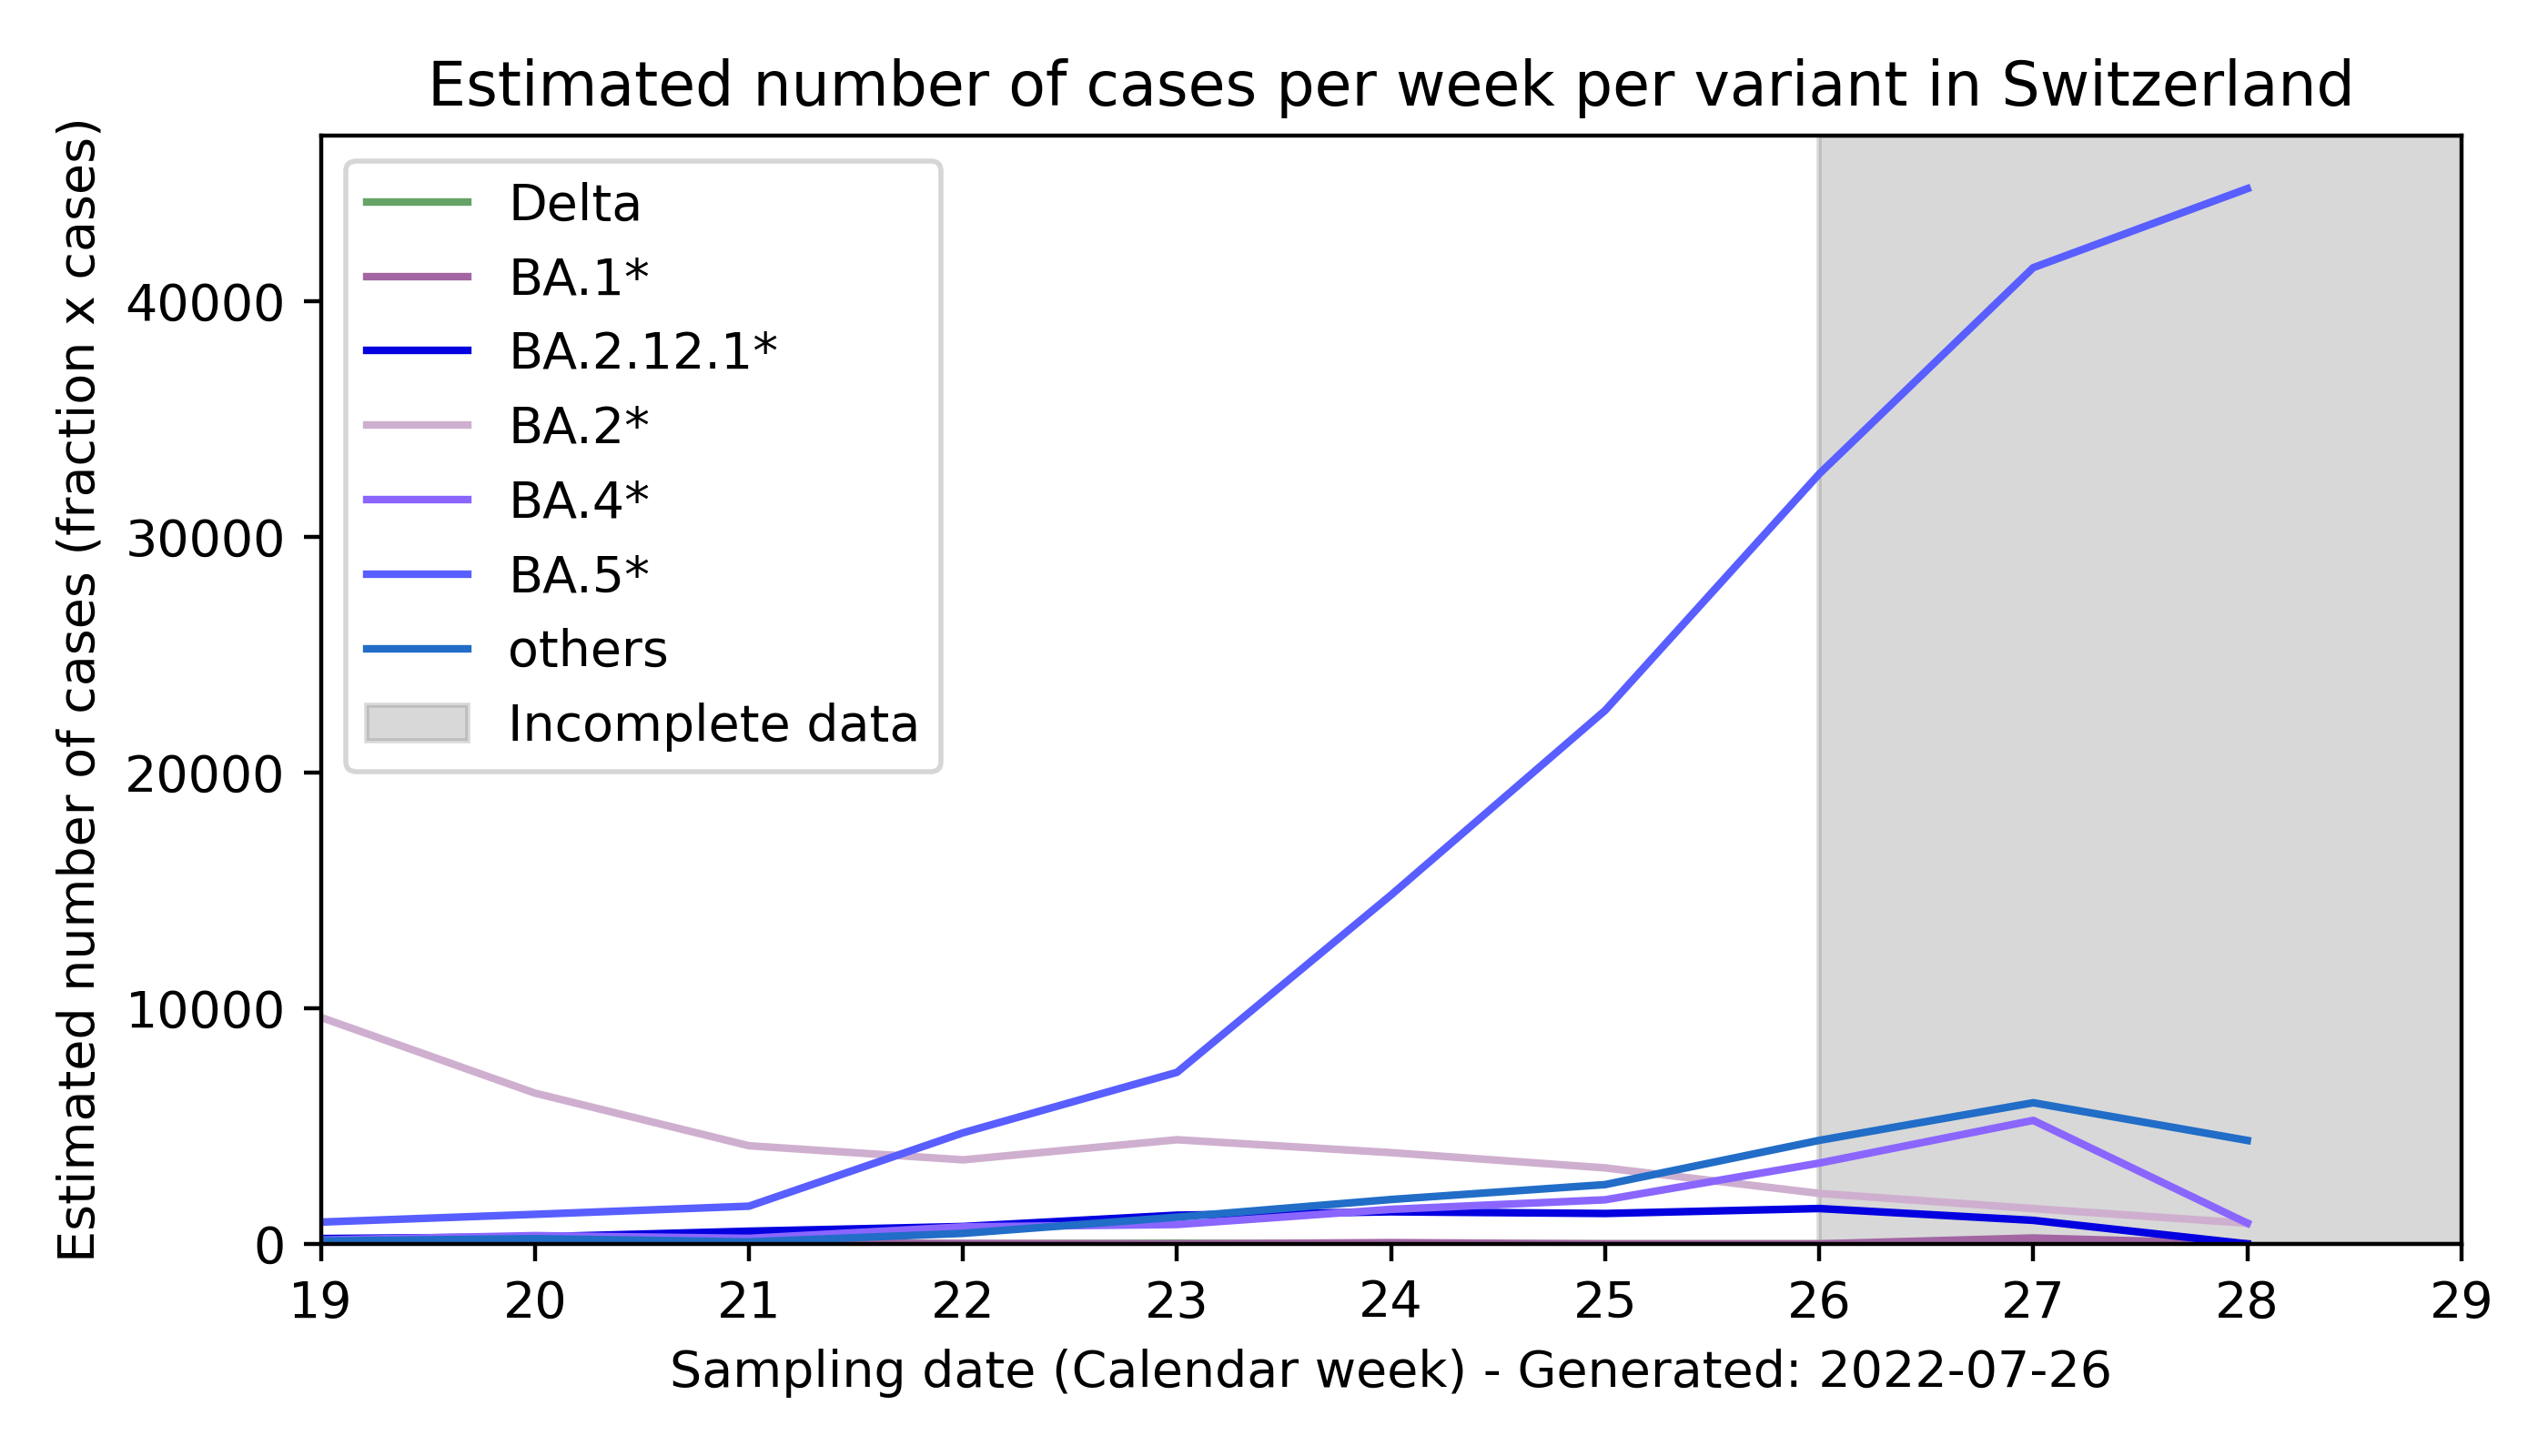 Estimated number of cases per week per variant in Switzerland
Estimated number of cases (fraction x cases)
40000
30000
20000
10000
0
Delta
BA.1*
BA.2.12.1*
BA.2*
BA.4*
BA.5*
others
Incomplete data
19 20 21 22 23 24 25 26 27 28 29
Sampling date (Calendar week) - Generated: 2022-07-26